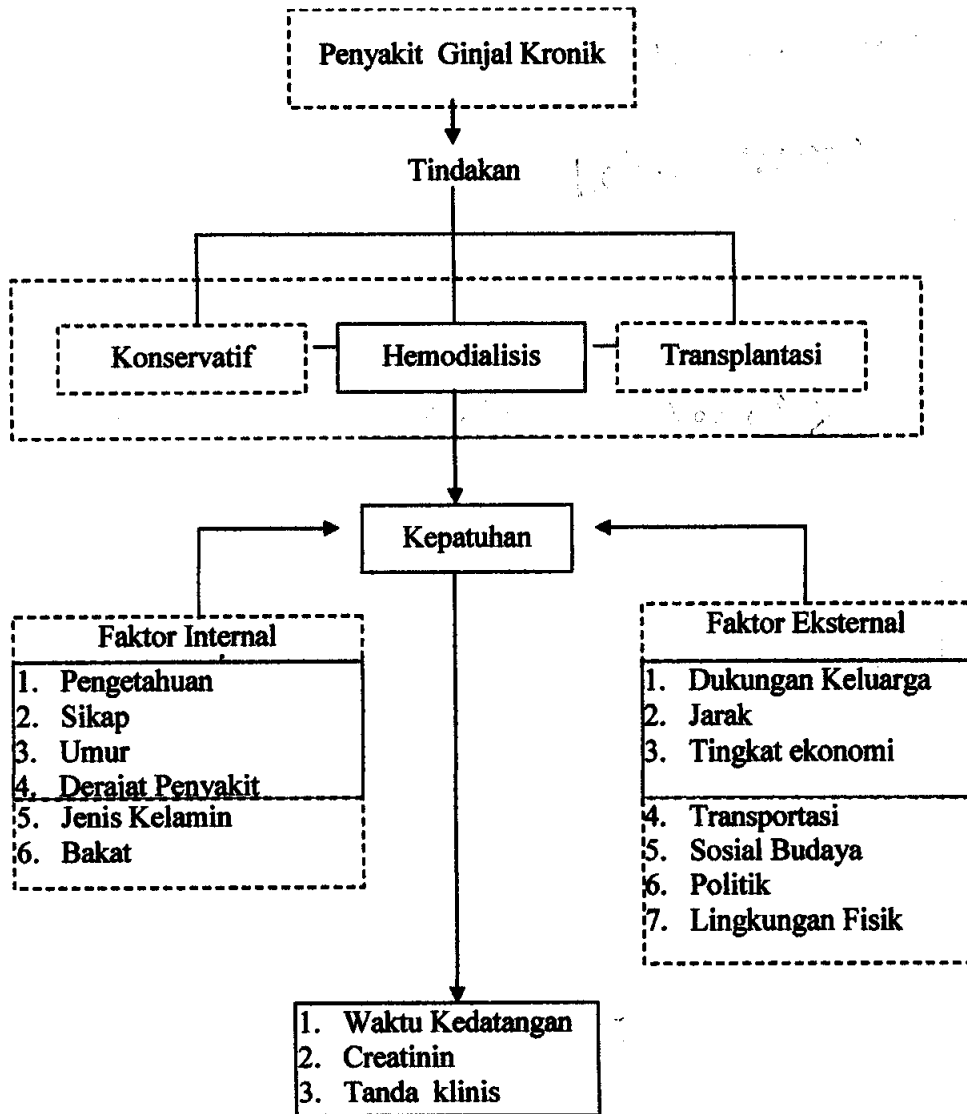 Penyakit Ginjal Kronik
Tindakan
Konservatif
Hemodialisis
Transplantasi
Kepatuhan
Faktor Internal
1. Pengetahuan
2. Sikap
3. Umur
4. Derajat Penyakit
5. Jenis Kelamin
6. Bakat
Faktor Eksternal
1. Dukungan Keluarga
2. Jarak
3. Tingkat ekonomi
4. Transportasi
5. Sosial Budaya
6. Politik
7. Lingkungan Fisik
1. Waktu Kedatangan
2. Creatinin
3. Tanda klinis